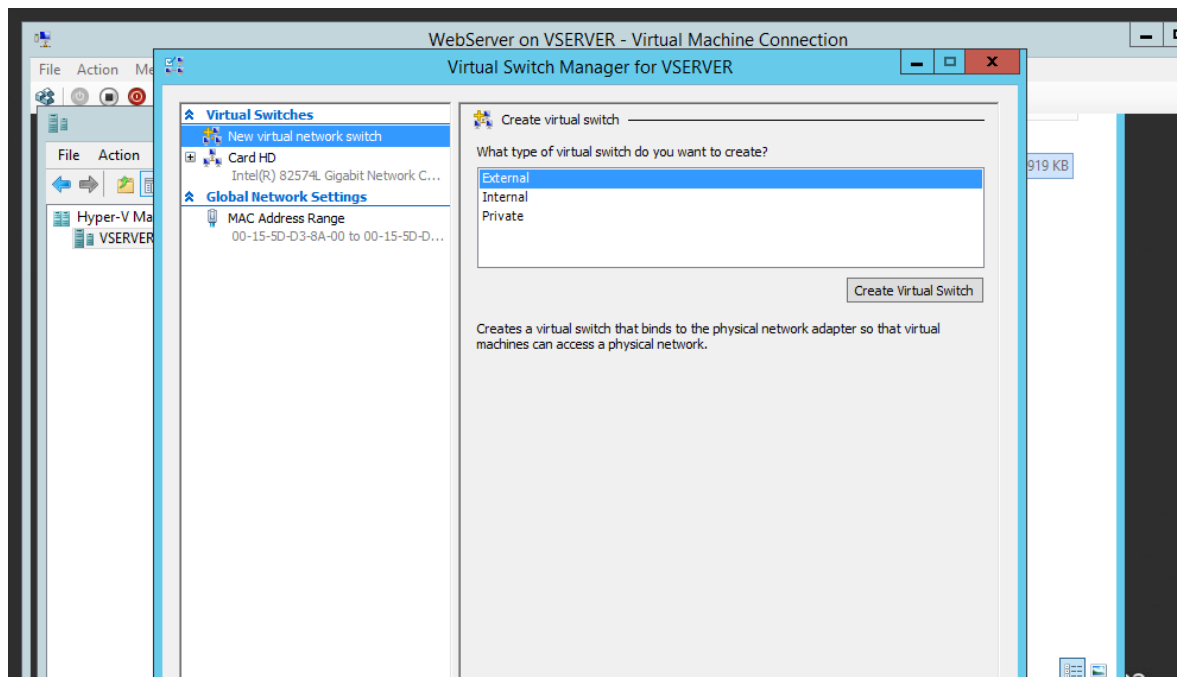 WebServer on VSERVER - Virtual Machine Connection
File Action Me
Virtual Switch Manager for VSERVER
File Action
Hyper-V Ma
VSERVER
Virtual Switches
New virtual network switch
Card HD
Intel(R) 82574L Gigabit Network C...
Global Network Settings
MAC Address Range
00-15-5D-D3-8A-00 to 00-15-5D-D...
Create virtual switch
What type of virtual switch do you want to create?
External
Internal
Private
Create Virtual Switch
Creates a virtual switch that binds to the physical network adapter so that virtual
machines can access a physical network.
919 KB